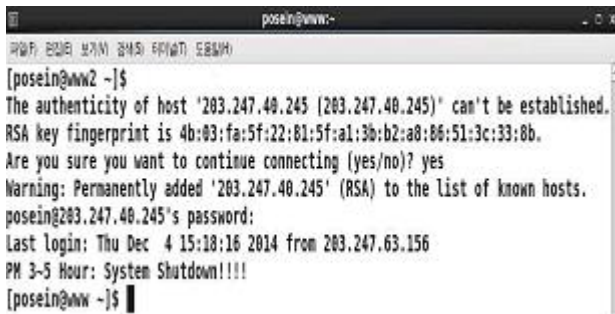 posein@www:~
파일(F) 편집(E) 보기(V) 검색(S) 터미널(T) 도움말(H)
[posein@www2 ~]$
The authenticity of host '203.247.40.245 (203.247.40.245)' can't be established.
RSA key fingerprint is 4b:03:fa:5f:22:81:5f:a1:3b:b2:a8:86:51:3c:33:8b.
Are you sure you want to continue connecting (yes/no)? yes
Warning: Permanently added '203.247.40.245' (RSA) to the list of known hosts.
posein@203.247.40.245's password:
Last login: Thu Dec  4 15:18:16 2014 from 203.247.63.156
PM 3~5 Hour: System Shutdown!!!!
[posein@www ~]$